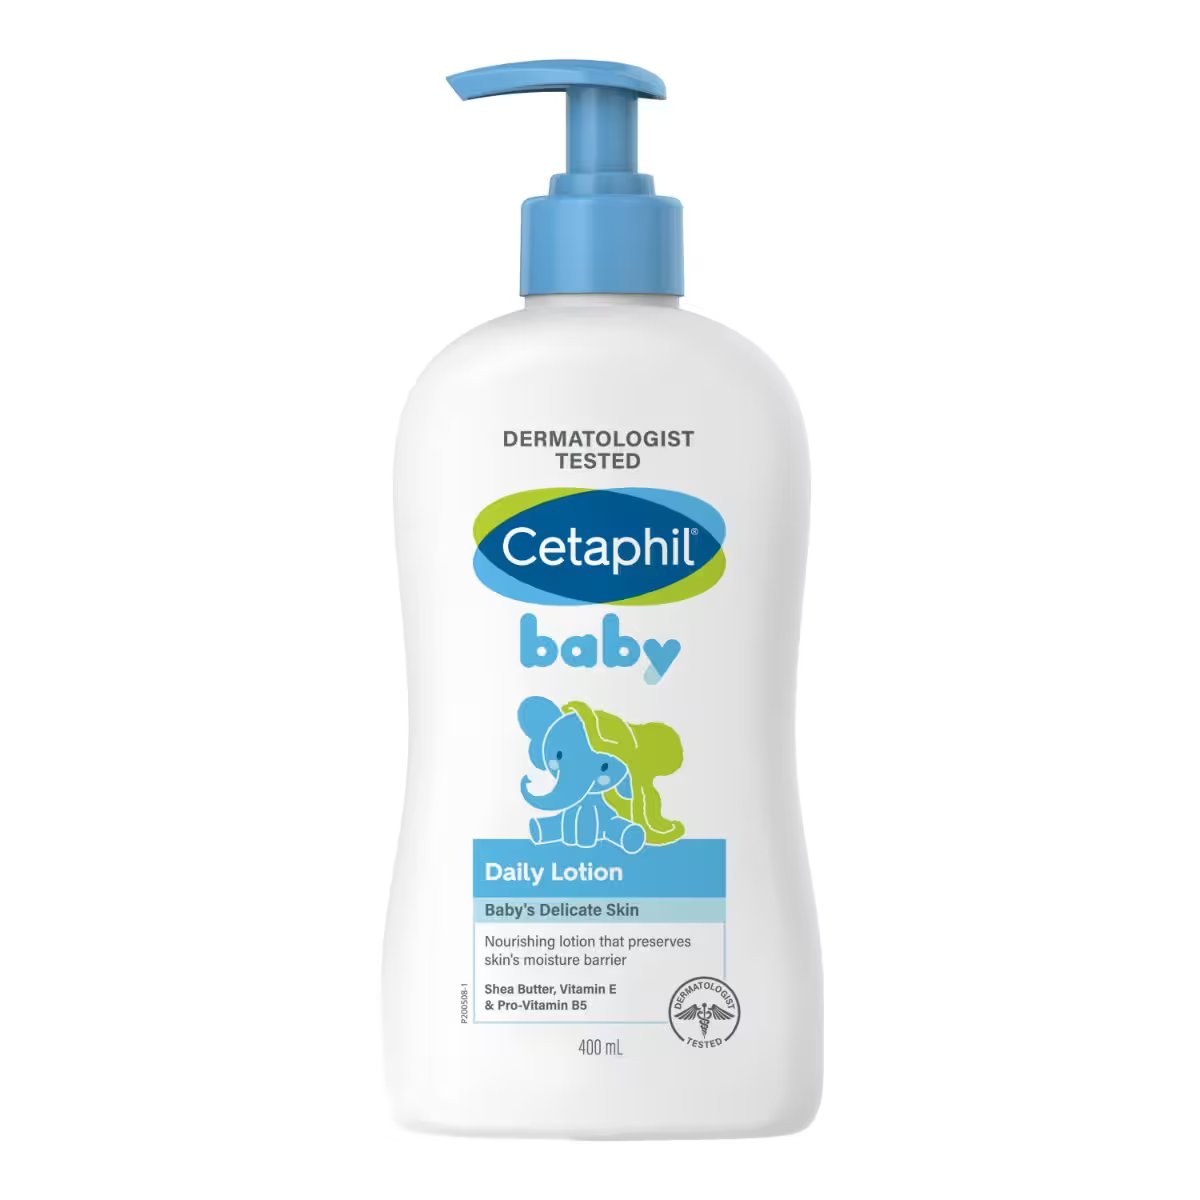 DERMATOLOGIST
TESTED
Cetaphil®
baby
Daily Lotion
Baby's Delicate Skin
Nourishing lotion that preserves
skin's moisture barrier
Shea Butter, Vitamin E
& Pro-Vitamin B5
P200508-1
DERMATOLOGIST
TESTED
400 mL